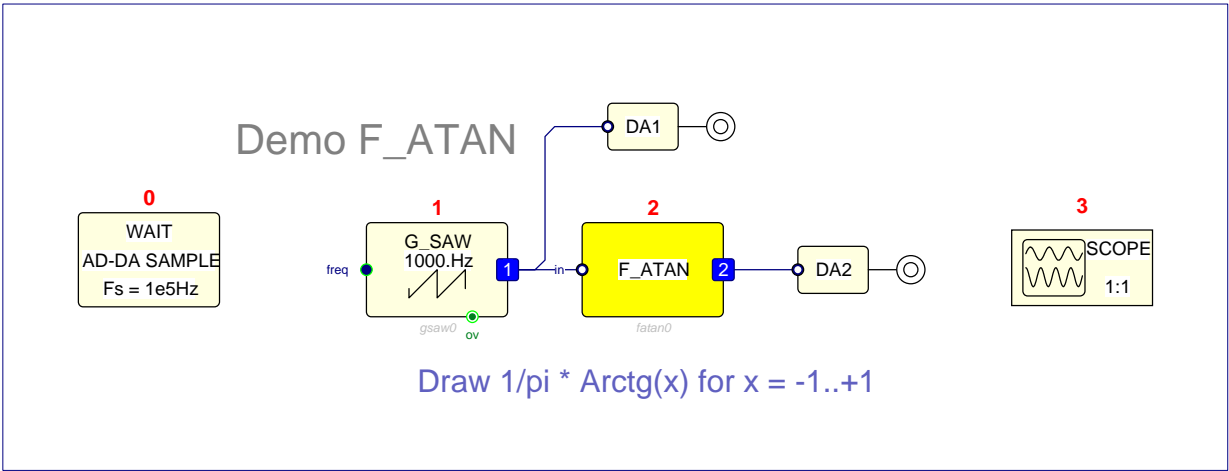 Demo F_ATAN
DA1
0
WAIT
AD-DA SAMPLE
Fs = 1e5Hz
1
G_SAW
1000.Hz
freq
1
gsaw0
ov
2
in
F_ATAN
2
fatan0
DA2
3
SCOPE
1:1
Draw 1/pi * Arctg(x) for x = -1..+1